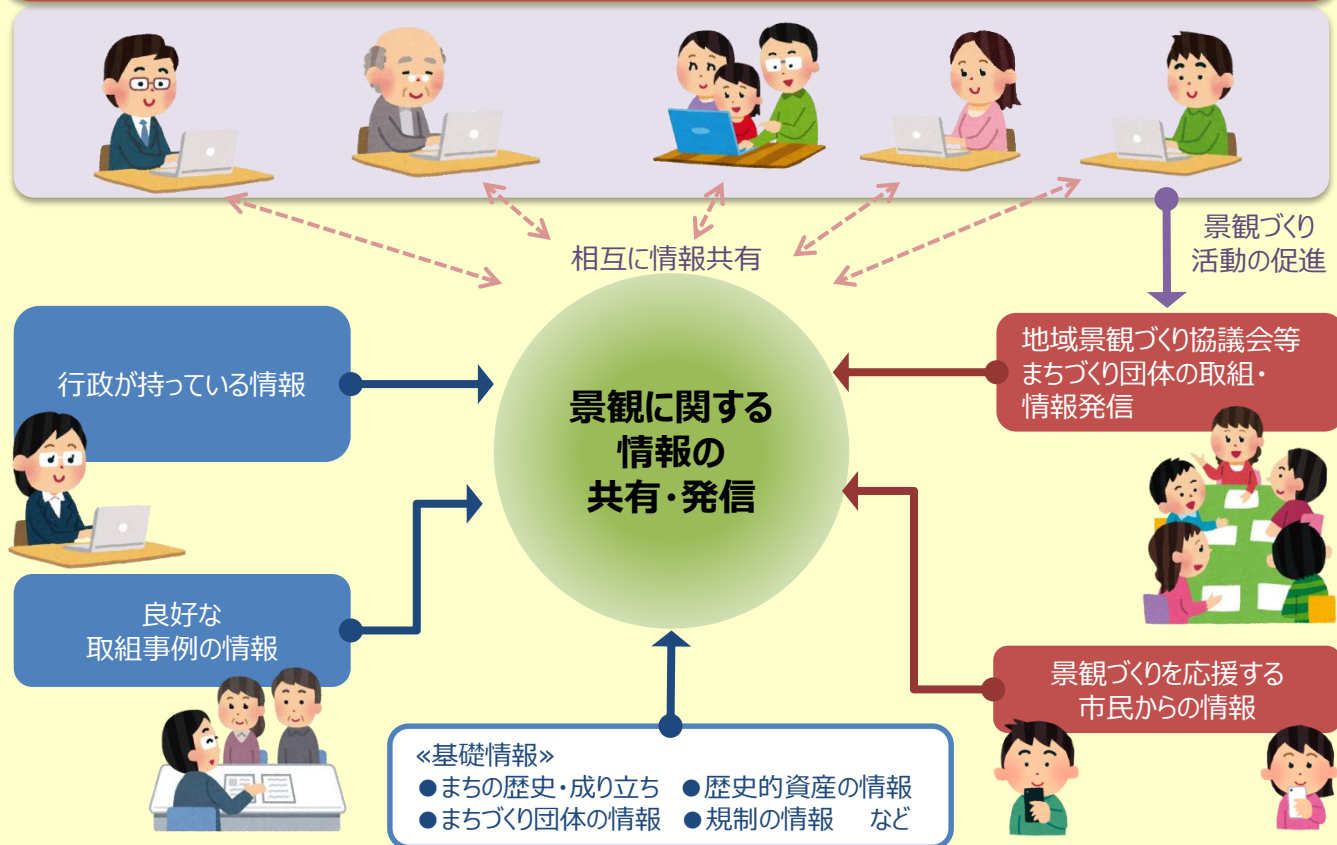 相互に情報共有
景観づくり
活動の促進
行政が持っている情報
地域景観づくり協議会等
まちづくり団体の取組・
情報発信
景観に関する
情報の
共有・発信
良好な
取組事例の情報
景観づくりを応援する
市民からの情報
≪基礎情報≫
●まちの歴史・成り立ち ●歴史的資産の情報
●まちづくり団体の情報 ●規制の情報 など